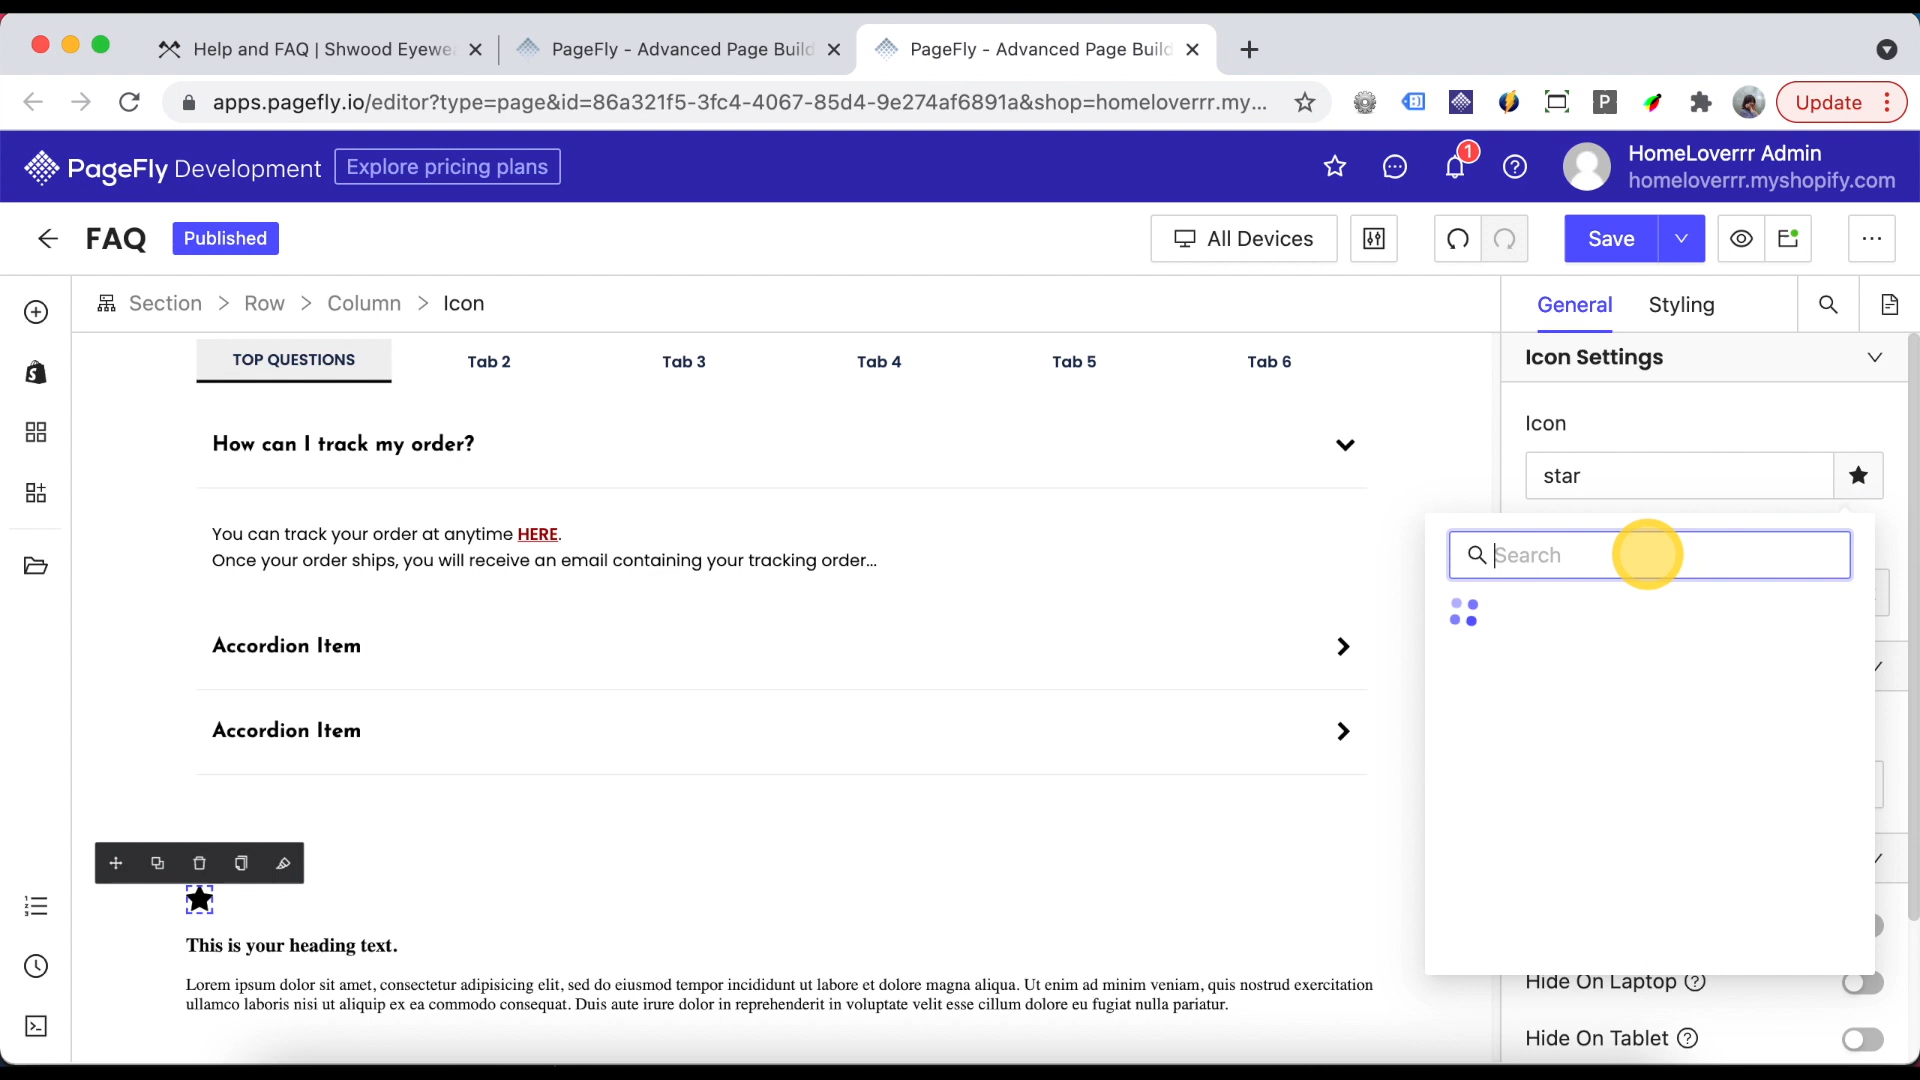 Help and FAQ | Shwood Eyewea
PageFly - Advanced Page Build
PageFly - Advanced Page Build
apps.pagefly.io/editor?type=page&id=86a321f5-3fc4-4067-85d4-9e274af6891a&shop=homeloverrr.my...
P
Update
PageFly Development
Explore pricing plans
1
HomeLoverrr Admin
homeloverrr.myshopify.com
FAQ
Published
All Devices
Save
Section > Row > Column > Icon
General
Styling
Icon Settings
TOP QUESTIONS
Tab 2
Tab 3
Tab 4
Tab 5
Tab 6
Icon
star
How can I track my order?
Search
You can track your order at anytime HERE.
Once your order ships, you will receive an email containing your tracking order...
Accordion Item
Accordion Item
This is your heading text.
Lorem ipsum dolor sit amet, consectetur adipisicing elit, sed do eiusmod tempor incididunt ut labore et dolore magna aliqua. Ut enim ad minim veniam, quis nostrud exercitation
ullamco laboris nisi ut aliquip ex ea commodo consequat. Duis aute irure dolor in reprehenderit in voluptate velit esse cillum dolore eu fugiat nulla pariatur.
Hide On Laptop
Hide On Tablet